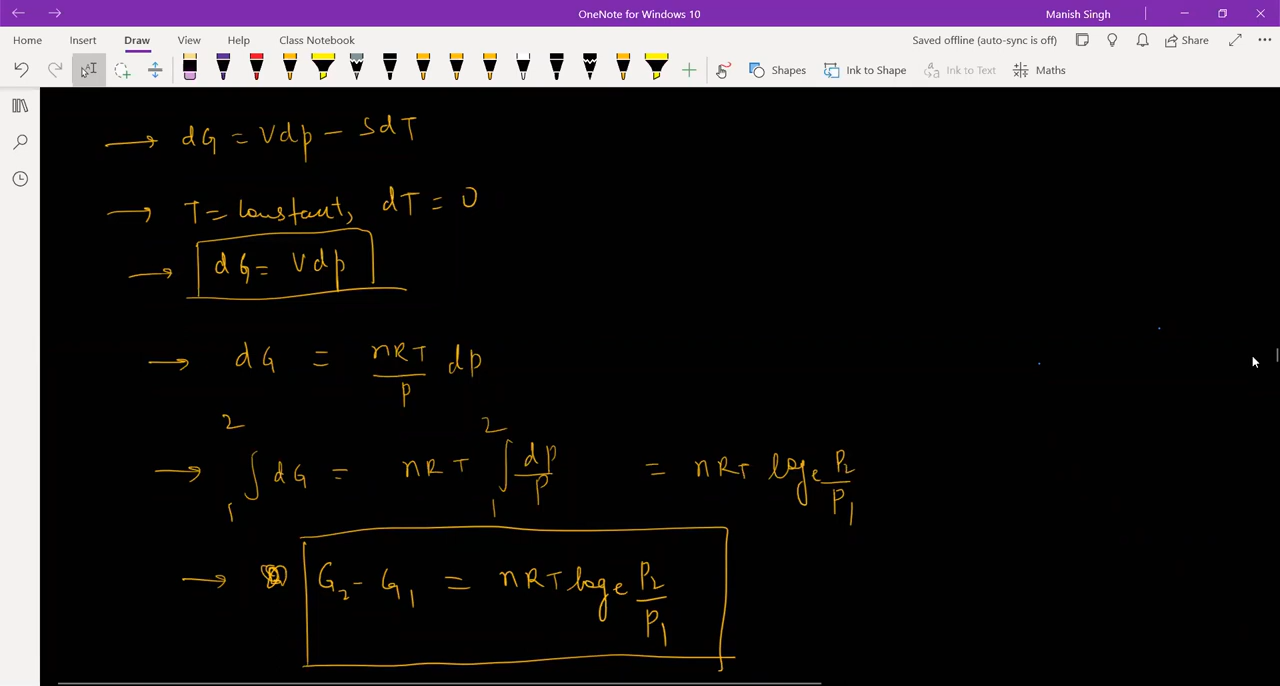 OneNote for Windows 10
Manish Singh
Home Insert Draw View Help Class Notebook
Saved offline (auto-sync is off)
Share
Shapes
Ink to Shape
Ink to Text
Maths
→ dG = Vdp - SdT
→ T = constant, dT = 0
→ dG = Vdp
→ dG = nRT/P dp
→ ∫₁² dG = nRT ∫₁² dp/P = nRT logₑ P₂/P₁
→ G₂ - G₁ = nRT logₑ P₂/P₁